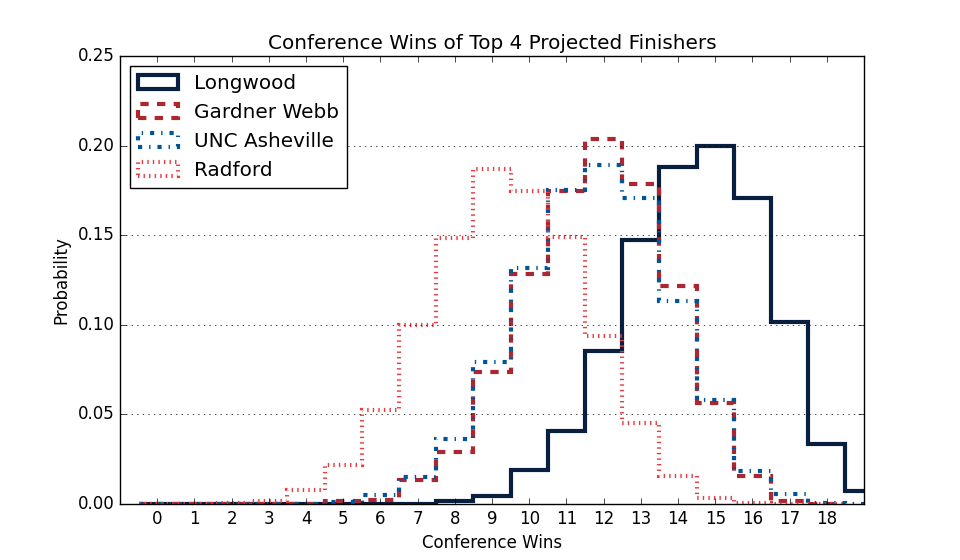 Conference Wins of Top 4 Projected Finishers
0.25
0.20
0.15
0.10
0.05
0.00
Probability
Longwood
Gardner Webb
UNC Asheville
Radford
0 1 2 3 4 5 6 7 8 9 10 11 12 13 14 15 16 17 18
Conference Wins